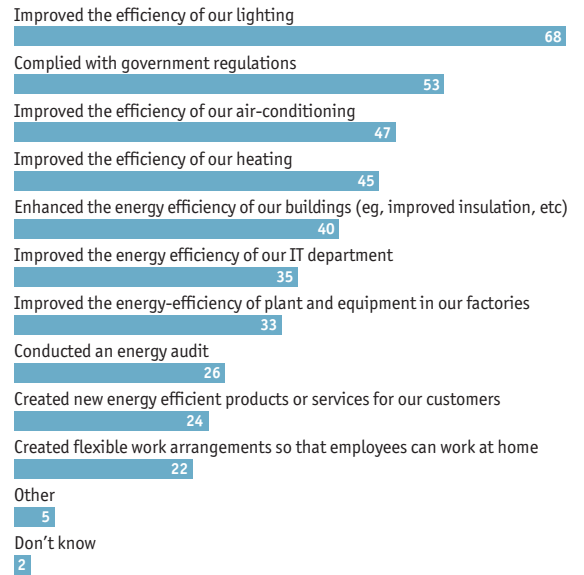 Improved the efficiency of our lighting
68
Complied with government regulations
53
Improved the efficiency of our air-conditioning
47
Improved the efficiency of our heating
45
Enhanced the energy efficiency of our buildings (eg, improved insulation, etc)
40
Improved the energy efficiency of our IT department
35
Improved the energy-efficiency of plant and equipment in our factories
33
Conducted an energy audit
26
Created new energy efficient products or services for our customers
24
Created flexible work arrangements so that employees can work at home
22
Other
5
Don’t know
2